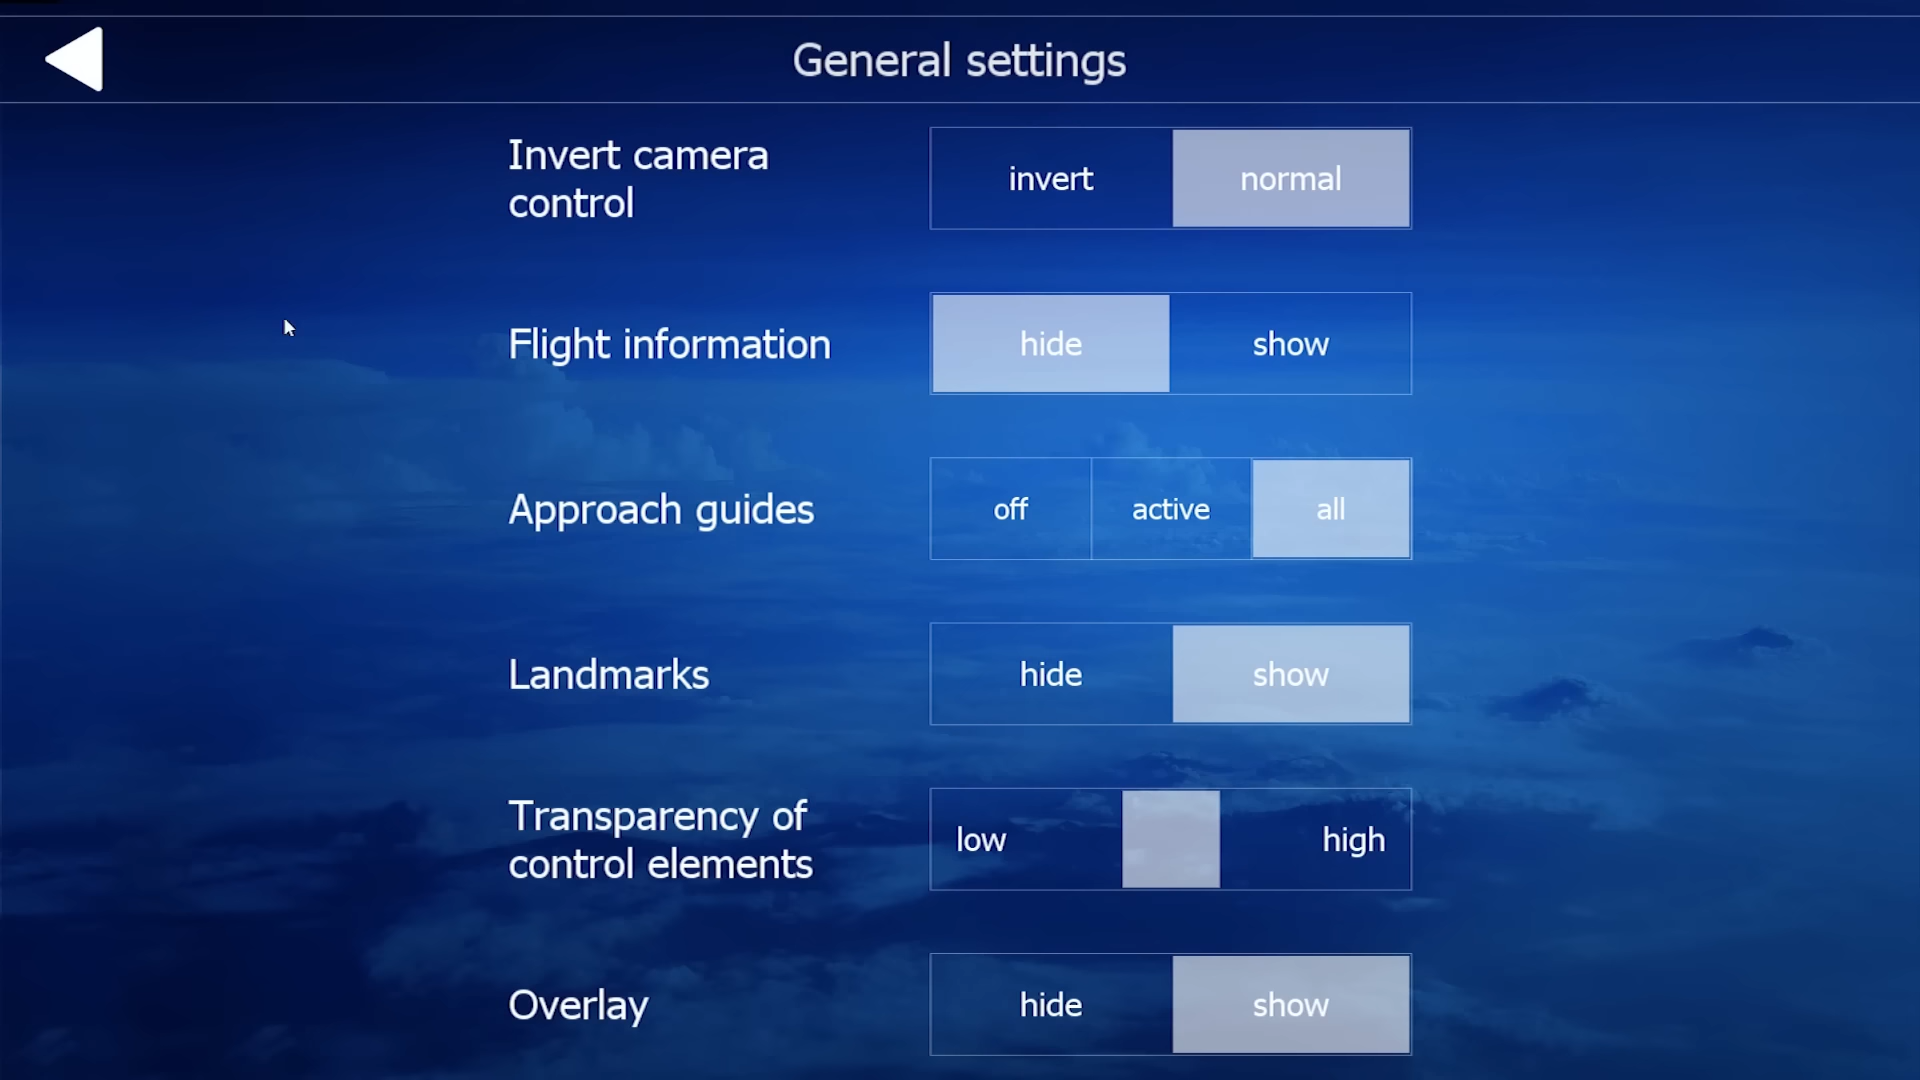 General settings
Invert camera
control
invert
normal
Flight information
hide
show
Approach guides
off
active
all
Landmarks
hide
show
Transparency of
control elements
low
high
Overlay
hide
show